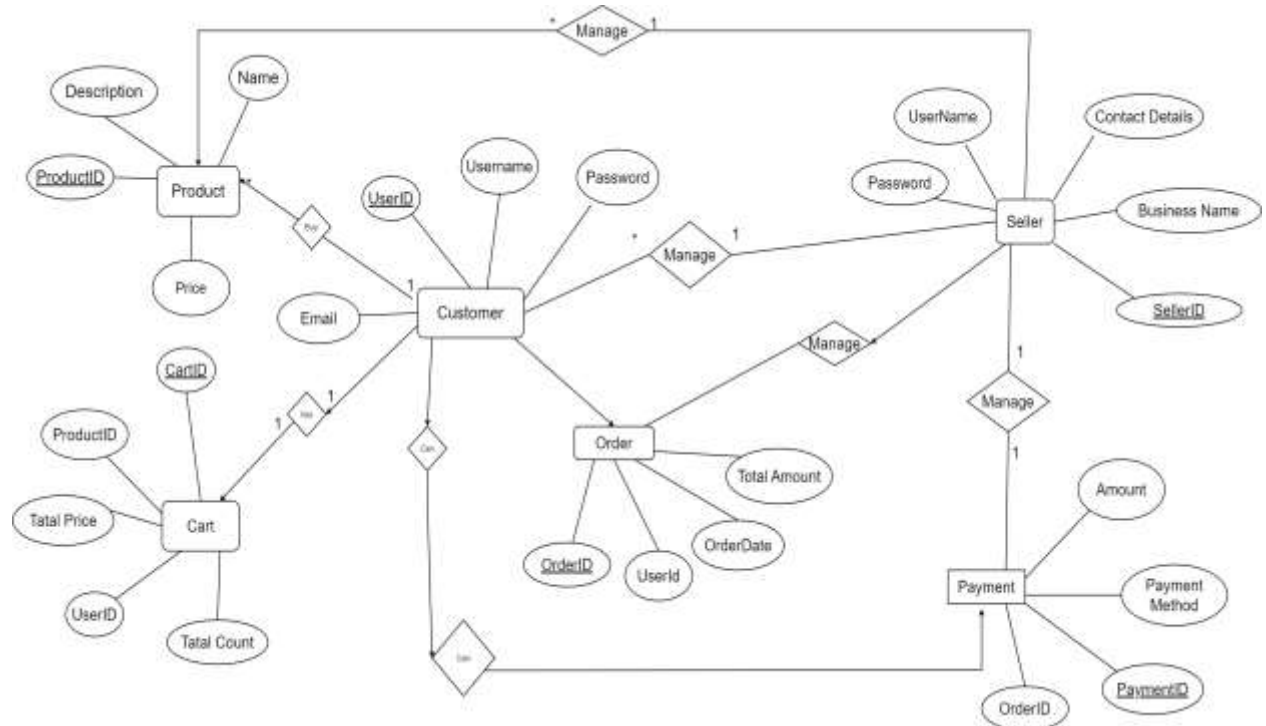 * Manage 1
Name
Description
UserName
Contact Details
Username
ProductID
Product
*
UserID
Password
Password
Business Name
Buy
* Manage 1
Seller
Price
1
Email
Customer
SellerID
Manage
CartID
1
1
1
Manage
ProductID
Order
Can
1
Total Amount
Amount
Tatal Price
Cart
OrderDate
OrderID
UserId
Payment
Payment
Method
UserID
Tatal Count
PaymentID
OrderID